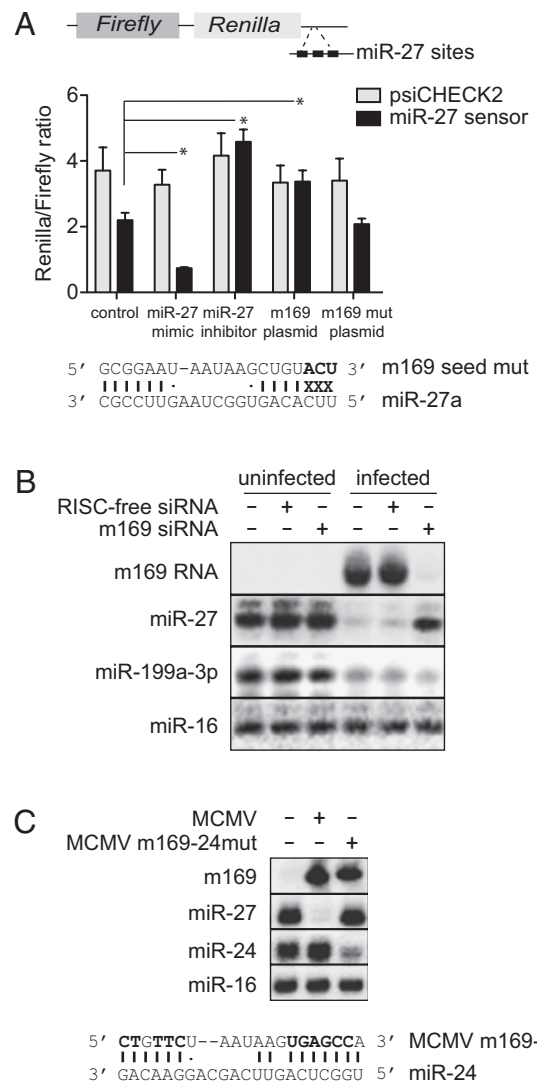 A
Firefly Renilla
miR-27 sites
psiCHECK2
miR-27 sensor
Renilla/Firefly ratio
6
4
2
0
* * *
control miR-27 mimic miR-27 inhibitor m169 plasmid m169 mut plasmid
5' GCGGAAU-AAUAAGCUGUACU 3' m169 seed mut
XXX
3' CGCCUUGAAUCGGUGACACUU 5' miR-27a
B
uninfected infected
RISC-free siRNA - + - - + -
m169 siRNA - - + - - +
m169 RNA
miR-27
miR-199a-3p
miR-16
C
MCMV - + -
MCMV m169-24mut - - +
m169
miR-27
miR-24
miR-16
5' CTGTTCU--AAUAAGUGAGCCA 3' MCMV m169-
3' GACAAGGACGACUUGACUCGGU 5' miR-24